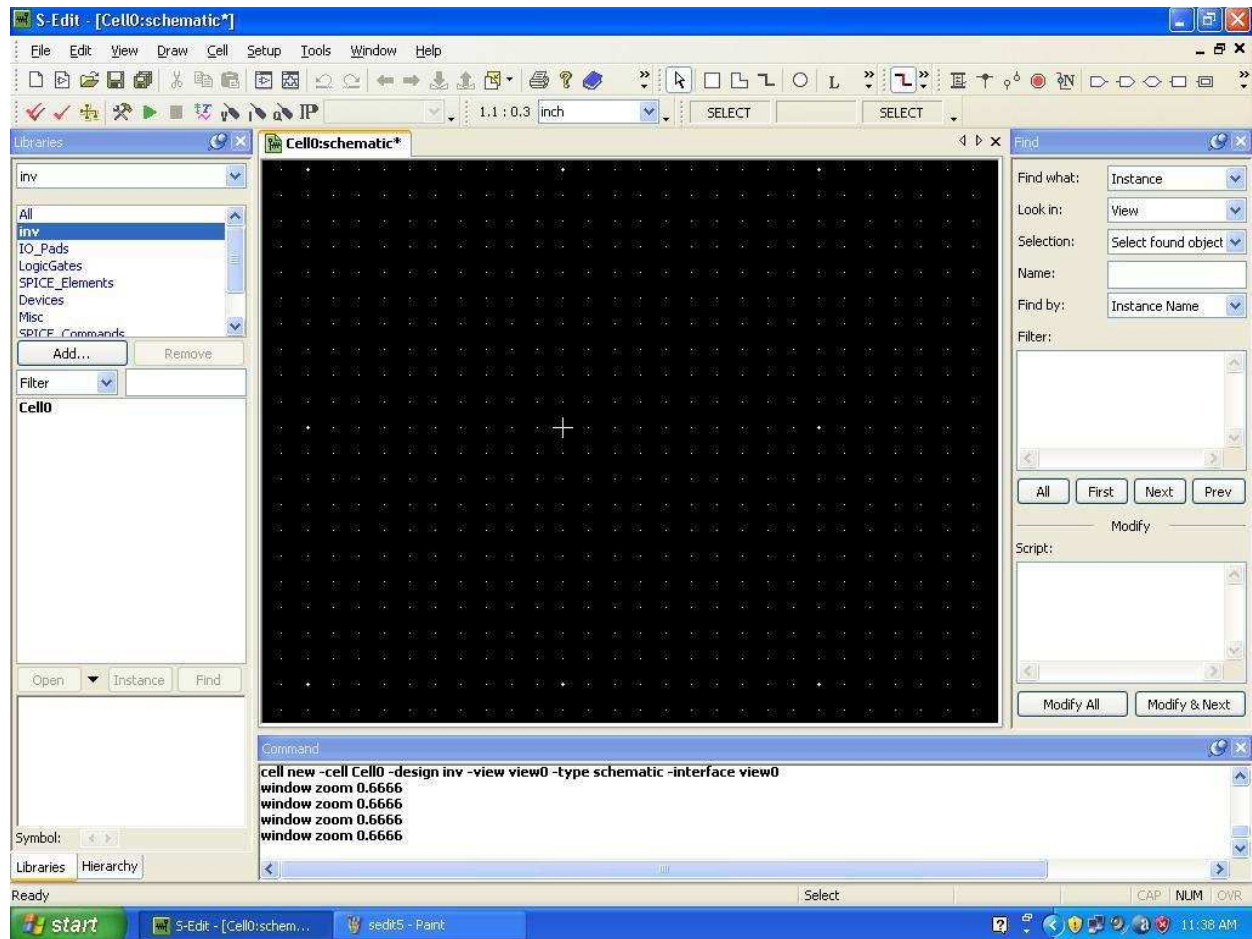 S-Edit - [Cell0:schematic*]
File Edit View Draw Cell Setup Tools Window Help
L
IP 1.1 : 0.3 inch SELECT SELECT
Libraries
Cell0:schematic*
Find
inv
All
inv
IO_Pads
LogicGates
SPICE_Elements
Devices
Misc
SPICE_Commands
Add... Remove
Filter
Cell0
Open Instance Find
Symbol:
Libraries Hierarchy
Find what: Instance
Look in: View
Selection: Select found object
Name:
Find by: Instance Name
Filter:
All First Next Prev
Modify
Script:
Modify All Modify & Next
Command
cell new -cell Cell0 -design inv -view view0 -type schematic -interface view0
window zoom 0.6666
window zoom 0.6666
window zoom 0.6666
window zoom 0.6666
Ready Select CAP NUM OVR
start S-Edit - [Cell0:schem... sedit5 - Paint 11:38 AM